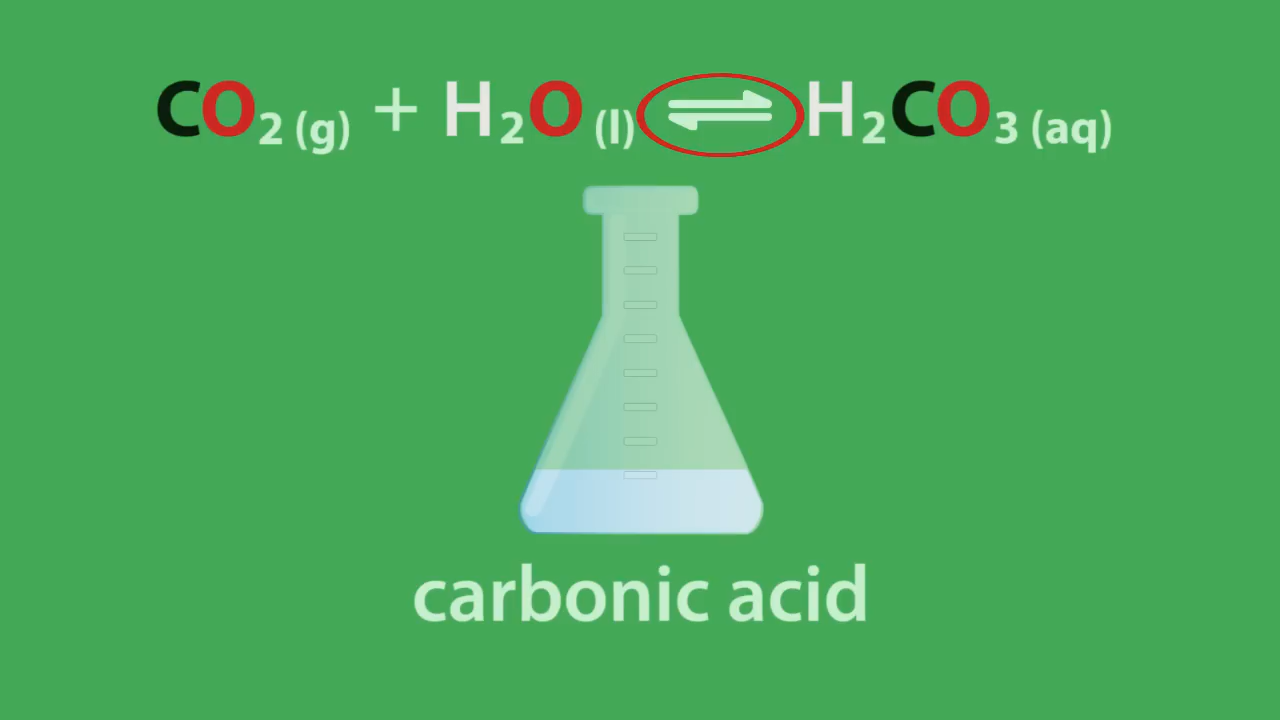 CO₂ (g) + H₂O (l) ⇌ H₂CO₃ (aq)
carbonic acid